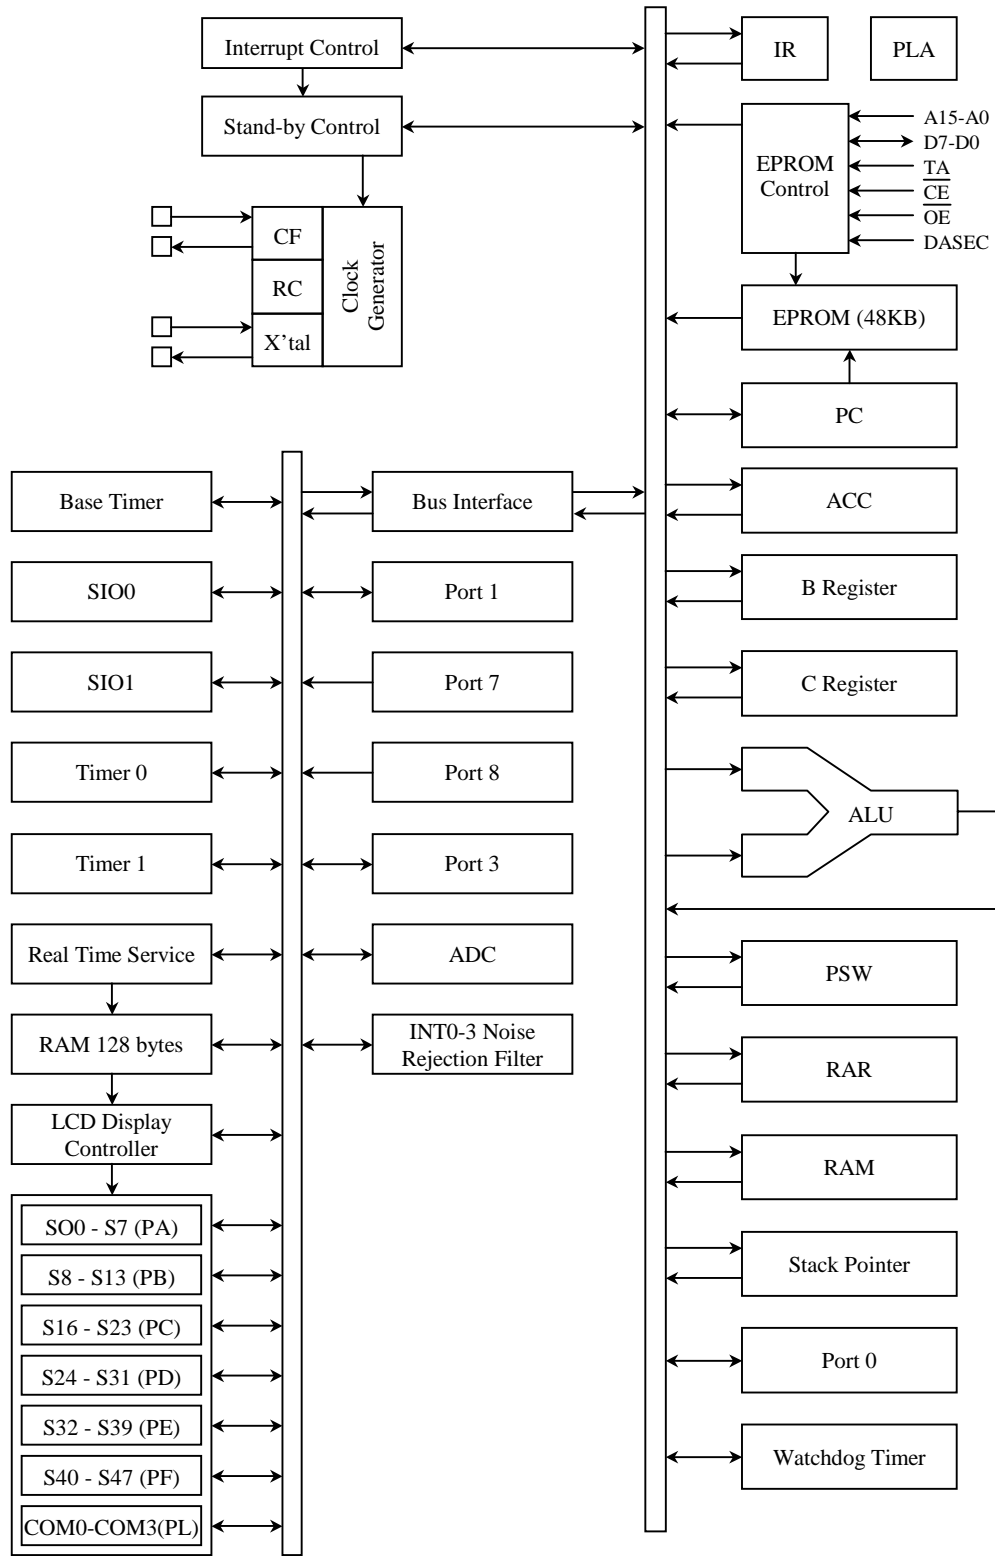 Interrupt Control
IR
PLA
Stand-by Control
EPROM
Control
A15-A0
D7-D0
TA
CE
OE
DASEC
CF
RC
X'tal
Clock
Generator
EPROM (48KB)
PC
Base Timer
Bus Interface
ACC
SIO0
Port 1
B Register
SIO1
Port 7
C Register
Timer 0
Port 8
ALU
Timer 1
Port 3
Real Time Service
ADC
PSW
RAM 128 bytes
INT0-3 Noise
Rejection Filter
RAR
LCD Display
Controller
RAM
SO0 - S7 (PA)
S8 - S13 (PB)
Stack Pointer
S16 - S23 (PC)
S24 - S31 (PD)
Port 0
S32 - S39 (PE)
S40 - S47 (PF)
Watchdog Timer
COM0-COM3(PL)